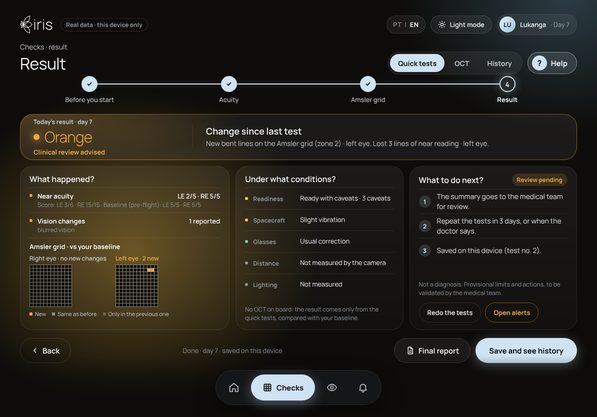 iris
Real data · this device only
PT | EN
Light mode
LU
Lukanga · Day 7
Checks · result
Result
Quick tests
OCT
History
? Help
Before you start
Acuity
Amsler grid
4
Result
Today's result · day 7
Orange
Clinical review advised
Change since last test
New bent lines on the Amsler grid (zone 2) · left eye. Lost 3 lines of near reading · left eye.
What happened?
Near acuity
LE 2/5 · RE 5/5
Score: LE 3/6 · RE 15/15 · Baseline (pre-flight): LE 5/5 · RE 5/5
Vision changes
1 reported
blurred vision
Amsler grid · vs your baseline
Right eye · no new changes
Left eye · 2 new
New
Same as before
Only in the previous one
Under what conditions?
Readiness
Ready with caveats · 3 caveats
Spacecraft
Slight vibration
Glasses
Usual correction
Distance
Not measured by the camera
Lighting
Not measured
No OCT on board: the result comes only from the
quick tests, compared with your baseline.
What to do next?
Review pending
1 The summary goes to the medical team
for review.
2 Repeat the tests in 3 days, or when the
doctor says.
3 Saved on this device (test no. 2).
Not a diagnosis. Provisional limits and actions, to be
validated by the medical team.
Redo the tests
Open alerts
Back
Done · day 7 · saved on this device
Final report
Save and see history
Checks